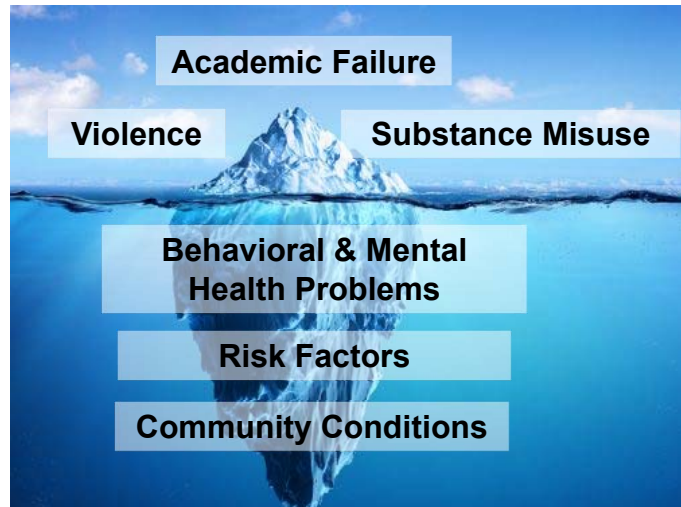 Academic Failure
Violence
Substance Misuse
Behavioral & Mental
Health Problems
Risk Factors
Community Conditions